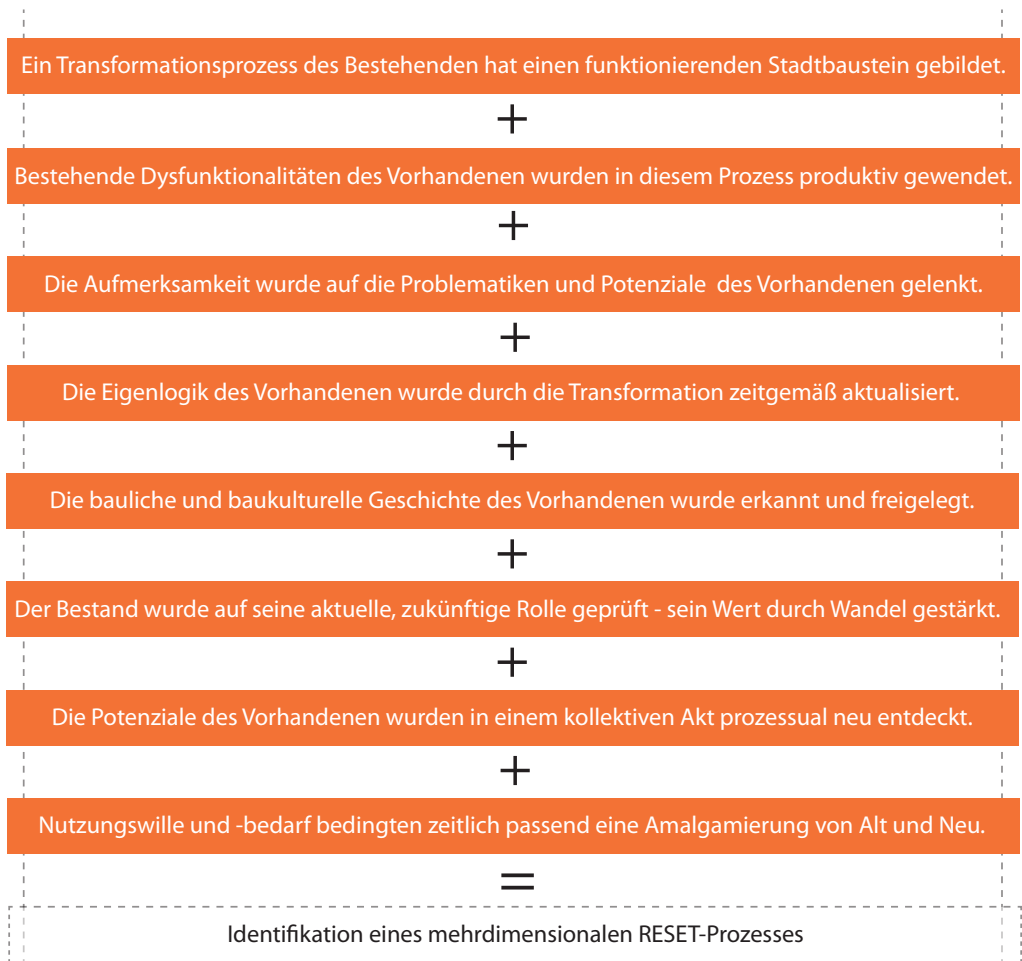 Ein Transformationsprozess des Bestehenden hat einen funktionierenden Stadtbaustein gebildet.
+
Bestehende Dysfunktionalitäten des Vorhandenen wurden in diesem Prozess produktiv gewendet.
+
Die Aufmerksamkeit wurde auf die Problematiken und Potenziale des Vorhandenen gelenkt.
+
Die Eigenlogik des Vorhandenen wurde durch die Transformation zeitgemäß aktualisiert.
+
Die bauliche und baukulturelle Geschichte des Vorhandenen wurde erkannt und freigelegt.
+
Der Bestand wurde auf seine aktuelle, zukünftige Rolle geprüft - sein Wert durch Wandel gestärkt.
+
Die Potenziale des Vorhandenen wurden in einem kollektiven Akt prozessual neu entdeckt.
+
Nutzungswille und -bedarf bedingten zeitlich passend eine Amalgamierung von Alt und Neu.
=
Identifikation eines mehrdimensionalen RESET-Prozesses